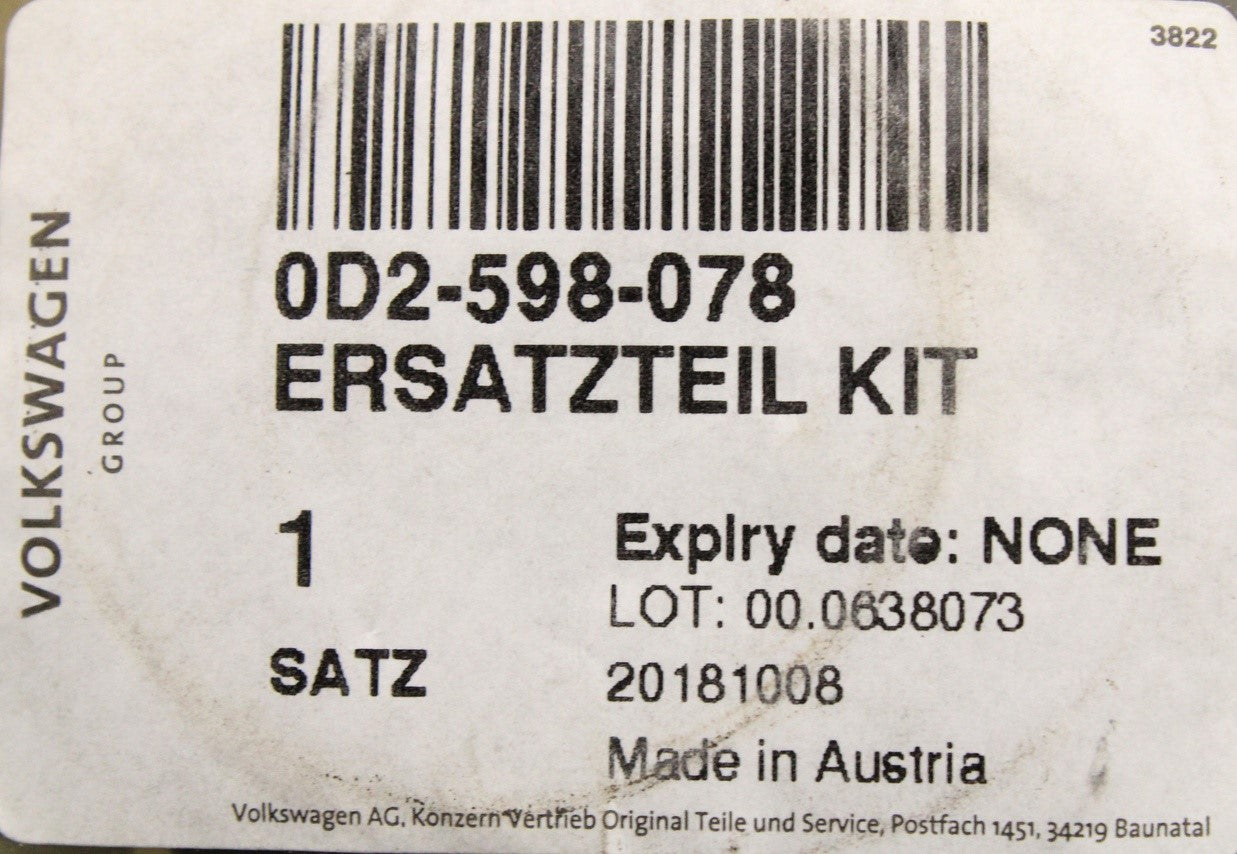 3822
VOLKSWAGEN
GROUP
0D2-598-078
ERSATZTEIL KIT
1
Expiry date: NONE
LOT: 00.0638073
SATZ
20181008
Made in Austria
Volkswagen AG. Konzern Vertrieb Original Teile und Service, Postfach 1451, 34219 Baunatal